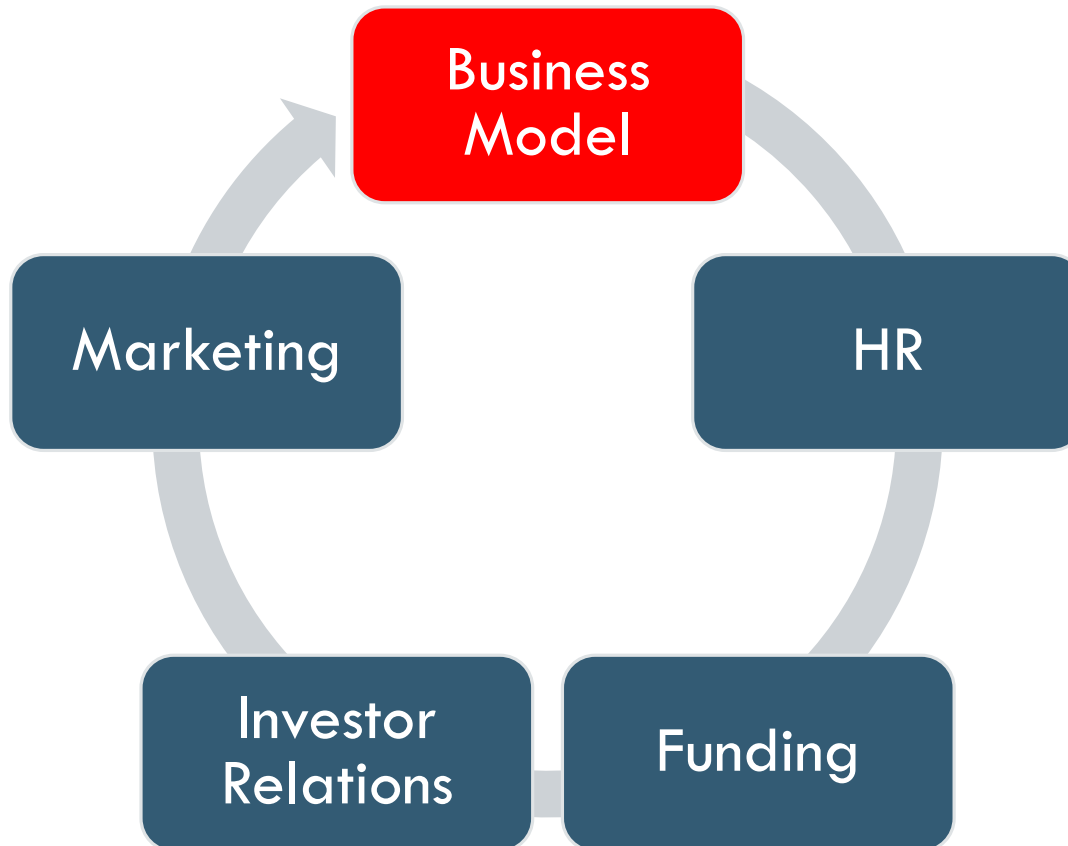 Business
Model
HR
Funding
Investor
Relations
Marketing